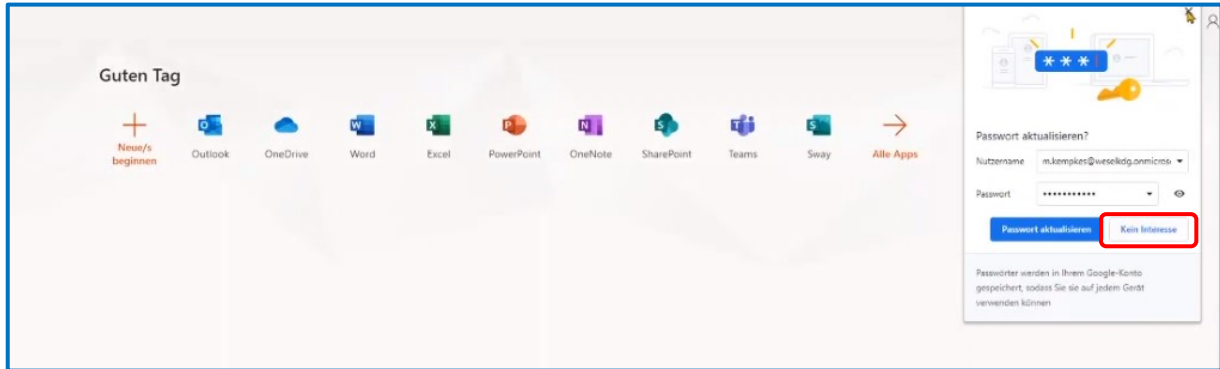 Guten Tag
Neue/s
beginnen
Outlook
OneDrive
Word
Excel
PowerPoint
OneNote
SharePoint
Teams
Sway
Alle Apps
***
Passwort aktualisieren?
Nutzername m.kempkes@weselkdg.onmicros
Passwort •••••••••••
Passwort aktualisieren Kein Interesse
Passwörter werden in Ihrem Google-Konto
gespeichert, sodass Sie sie auf jedem Gerät
verwenden können